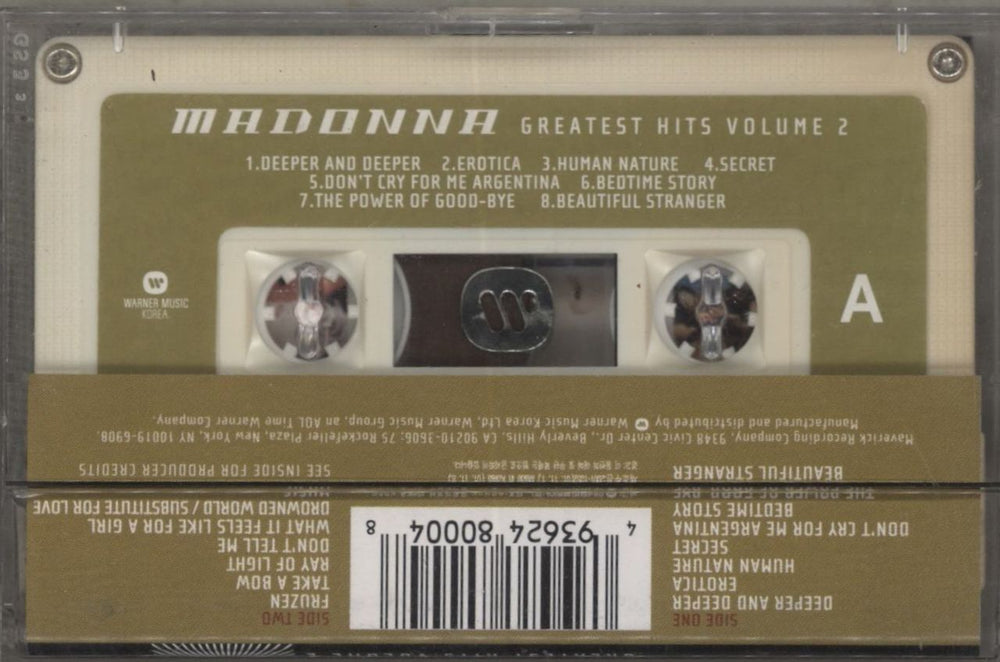 MADONNA GREATEST HITS VOLUME 2
1.DEEPER AND DEEPER 2.EROTICA 3.HUMAN NATURE 4.SECRET
5.DON'T CRY FOR ME ARGENTINA 6.BEDTIME STORY
7.THE POWER OF GOOD-BYE 8.BEAUTIFUL STRANGER
WARNER MUSIC
KOREA
A
SIDE ONE
DEEPER AND DEEPER
EROTICA
HUMAN NATURE
SECRET
DON'T CRY FOR ME ARGENTINA
BEDTIME STORY
THE POWER OF GOOD-BYE
BEAUTIFUL STRANGER
4 93624 80004 8
SIDE TWO
FRUZEN
TAKE A BOW
RAY OF LIGHT
DON'T TELL ME
WHAT IT FEELS LIKE FOR A GIRL
DROWNED WORLD / SUBSTITUTE FOR LOVE
MUSIC
SEE INSIDE FOR PRODUCER CREDITS
Maverick Recording Company, 9348 Civic Center Dr., Beverly Hills, CA 90210-3606; 75 Rockefeller Plaza, New York, NY 10019-6908.
Manufactured and distributed by Warner Music Korea Ltd, Warner Music Group, an AOL Time Warner Company.